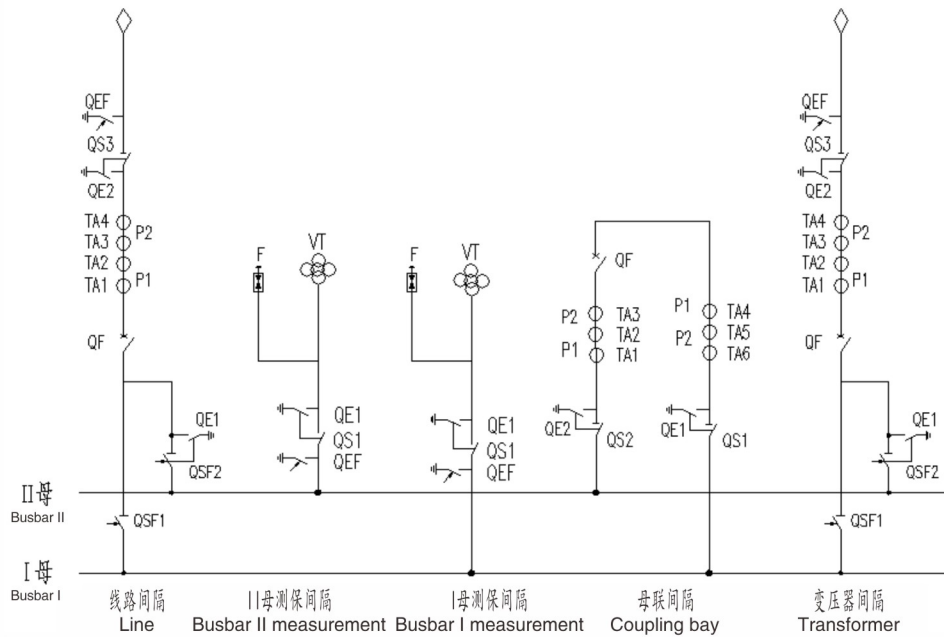 QEF
QS3
QE2
TA4
TA3
P2
TA2
TA1
P1
QF
QE1
QSF2
QSF1
F
VT
QE1
QS1
QEF
F
VT
QE1
QS1
QEF
QF
P2
TA3
TA2
P1
TA1
QE2
QS2
P1
TA4
TA5
P2
TA6
QE1
QS1
QEF
QS3
QE2
TA4
TA3
P2
TA2
TA1
P1
QF
QE1
QSF2
QSF1
II母
Busbar II
I母
Busbar I
线路间隔
Line
II母测保间隔
Busbar II measurement
I母测保间隔
Busbar I measurement
母联间隔
Coupling bay
变压器间隔
Transformer